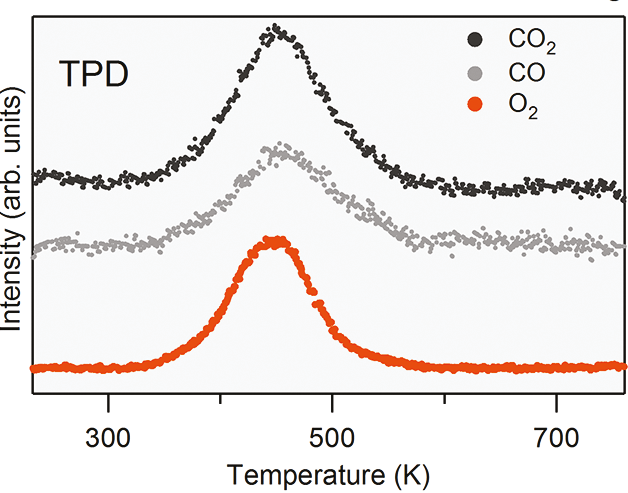 TPD
CO₂
CO
O₂
Intensity (arb. units)
300 500 700
Temperature (K)